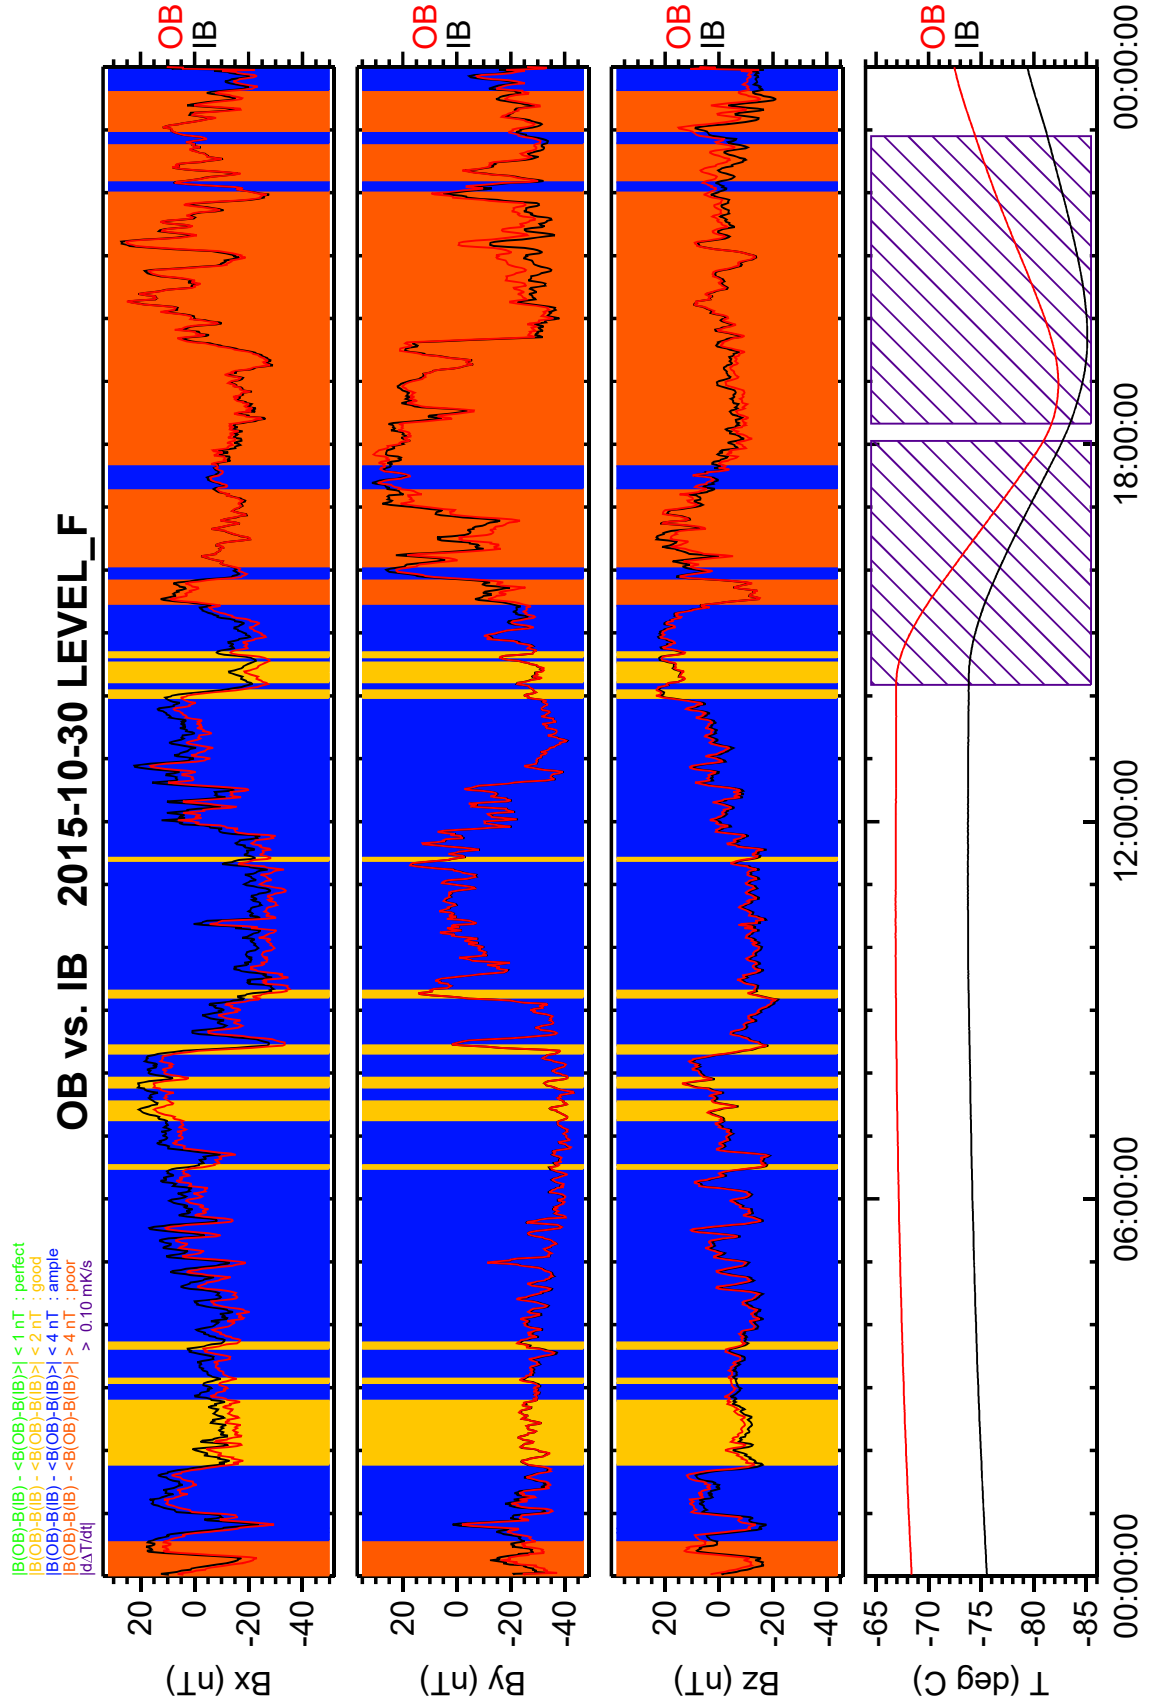 |B(OB)-B(IB) - <B(OB)-B(IB)>| < 1 nT : perfect
|B(OB)-B(IB) - <B(OB)-B(IB)>| < 2 nT : good
|B(OB)-B(IB) - <B(OB)-B(IB)>| < 4 nT : ample
|B(OB)-B(IB) - <B(OB)-B(IB)>| > 4 nT : poor
|dΔT/dt| > 0.10 mK/s
OB vs. IB 2015-10-30 LEVEL_F
Bx (nT)
20
0
-20
-40
OB
IB
By (nT)
20
0
-20
-40
OB
IB
Bz (nT)
20
0
-20
-40
OB
IB
T (deg C)
-65
-70
-75
-80
-85
OB
IB
00:00:00
06:00:00
12:00:00
18:00:00
00:00:00